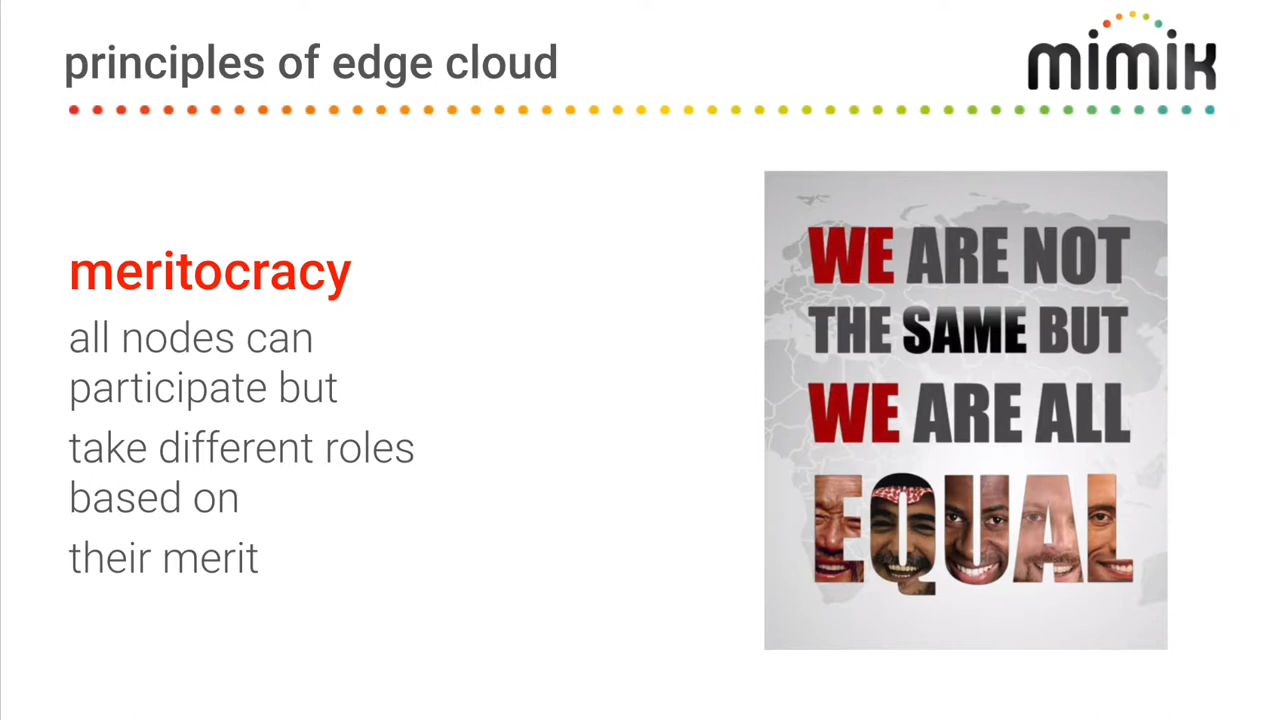 principles of edge cloud
mimik
meritocracy
all nodes can
participate but
take different roles
based on
their merit
WE ARE NOT
THE SAME BUT
WE ARE ALL
EQUAL